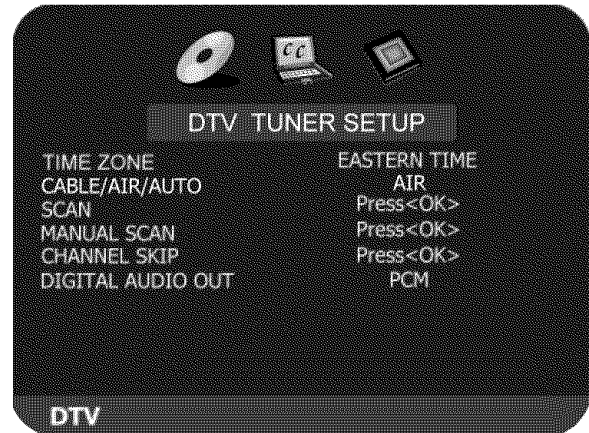 CC
DTV TUNER SETUP
TIME ZONE EASTERN TIME
CABLE/AIR/AUTO AIR
SCAN Press<OK>
MANUAL SCAN Press<OK>
CHANNEL SKIP Press<OK>
DIGITAL AUDIO OUT PCM
DTV